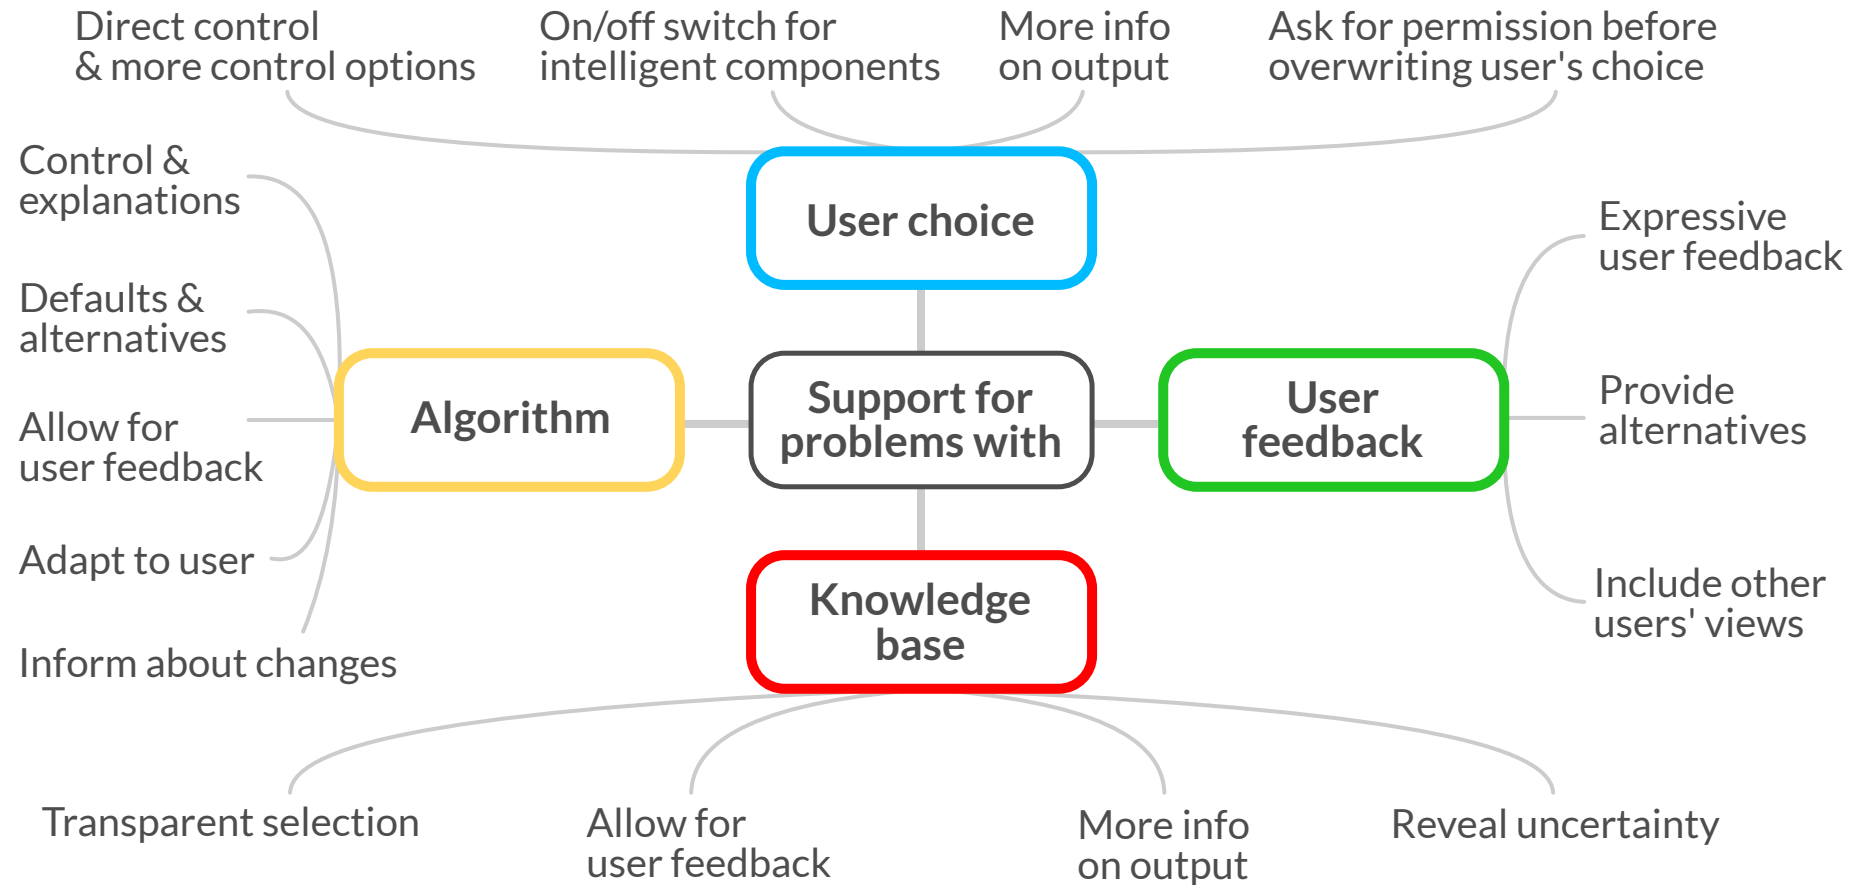 Direct control
& more control options
On/off switch for
intelligent components
More info
on output
Ask for permission before
overwriting user's choice
Control &
explanations
Defaults &
alternatives
Allow for
user feedback
Adapt to user
Inform about changes
User choice
Algorithm
Support for
problems with
User
feedback
Knowledge
base
Expressive
user feedback
Provide
alternatives
Include other
users' views
Transparent selection
Allow for
user feedback
More info
on output
Reveal uncertainty